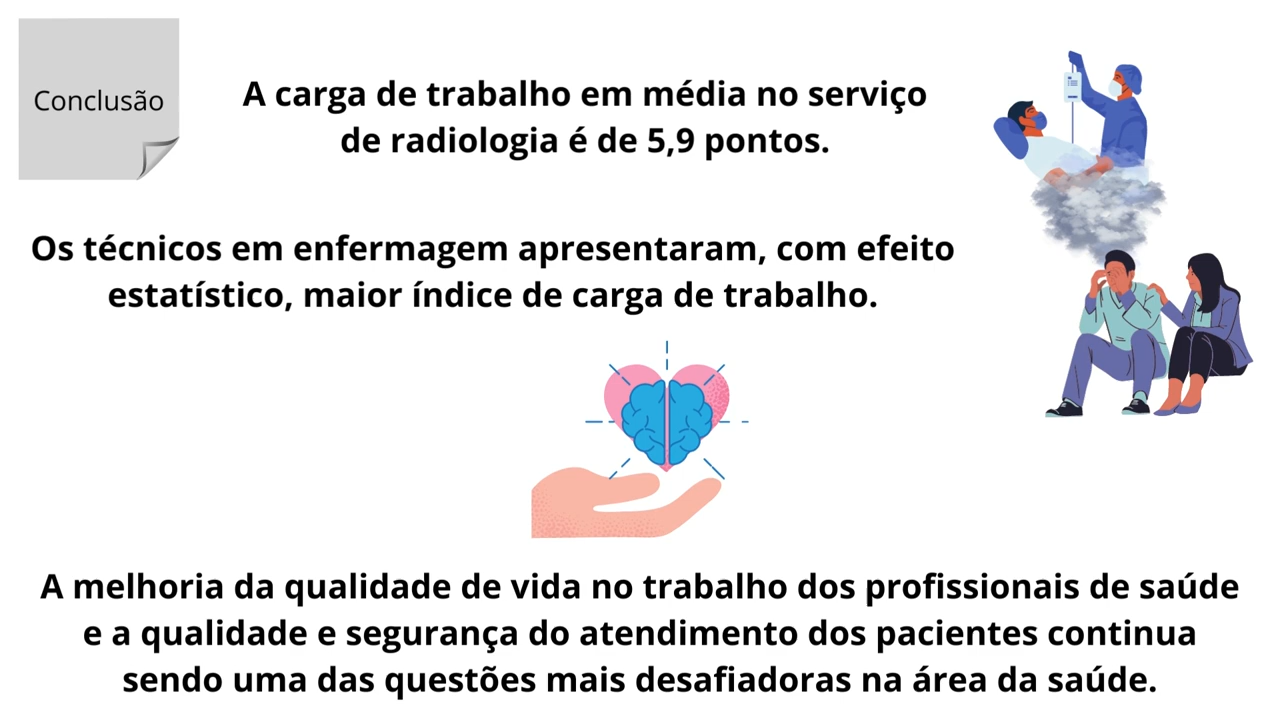 Conclusão
A carga de trabalho em média no serviço
de radiologia é de 5,9 pontos.
Os técnicos em enfermagem apresentaram, com efeito
estatístico, maior índice de carga de trabalho.
A melhoria da qualidade de vida no trabalho dos profissionais de saúde
e a qualidade e segurança do atendimento dos pacientes continua
sendo uma das questões mais desafiadoras na área da saúde.